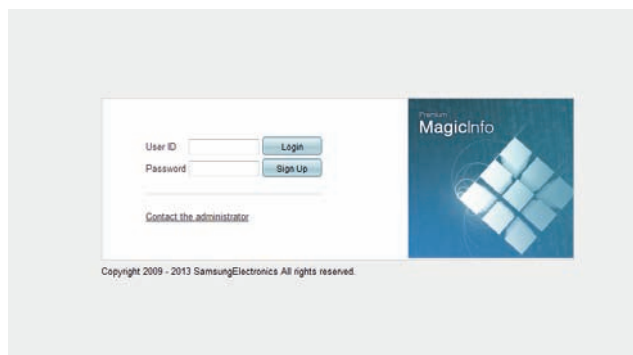 Premium
MagicInfo
User ID Login
Password Sign Up
Contact the administrator
Copyright 2009 - 2013 SamsungElectronics All rights reserved.